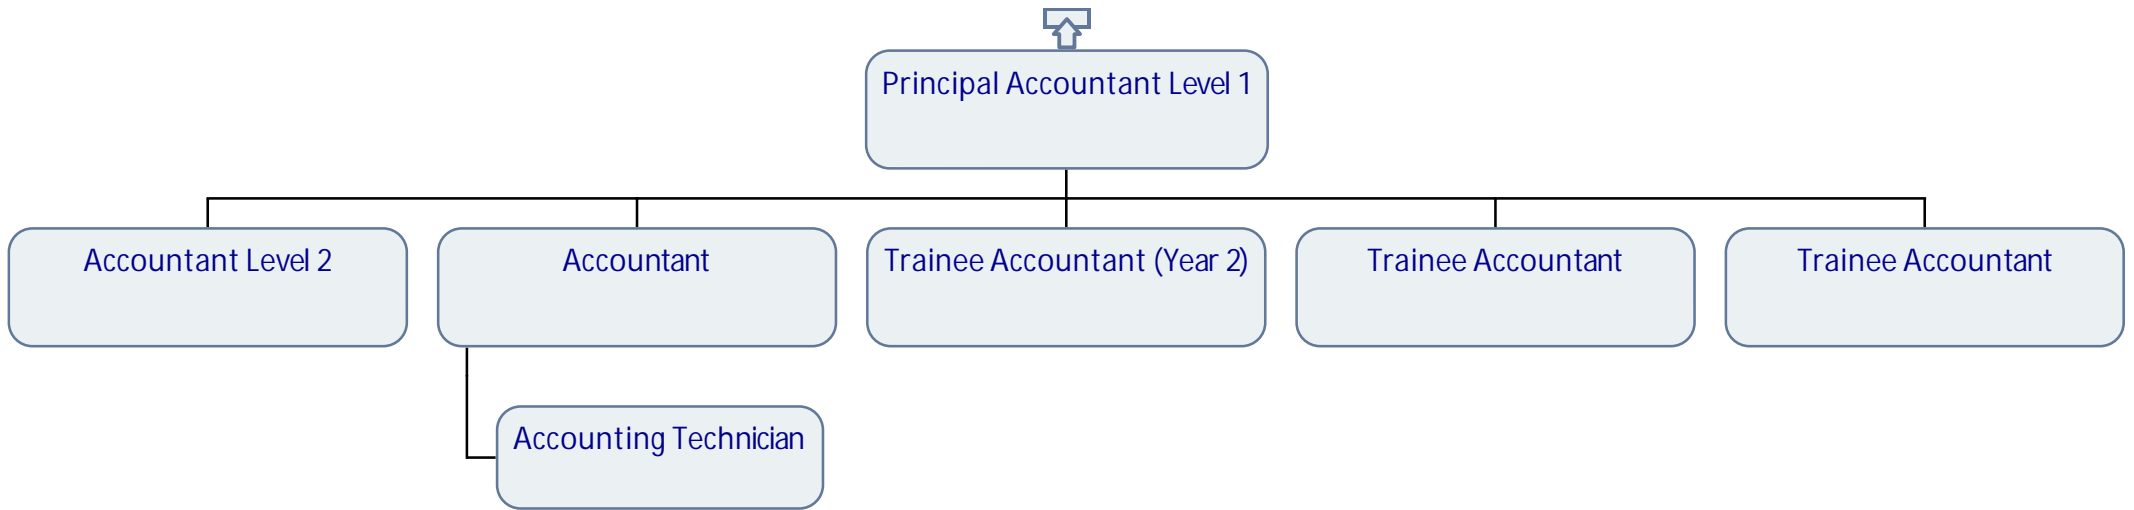 Principal Accountant Level 1
Accountant Level 2
Accountant
Trainee Accountant (Year 2)
Trainee Accountant
Trainee Accountant
Accounting Technician